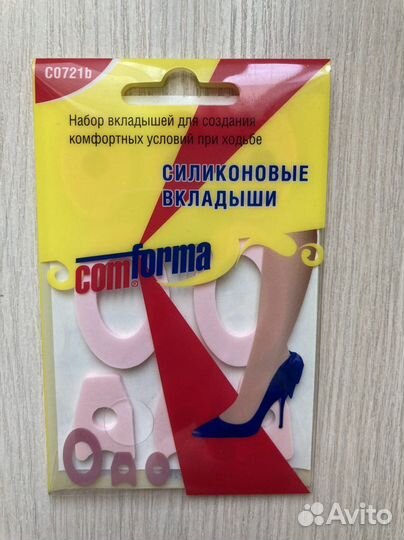 C0721b
Набор вкладышей для создания
комфортных условий при ходьбе
СИЛИКОНОВЫЕ
ВКЛАДЫШИ
comforma
Avito